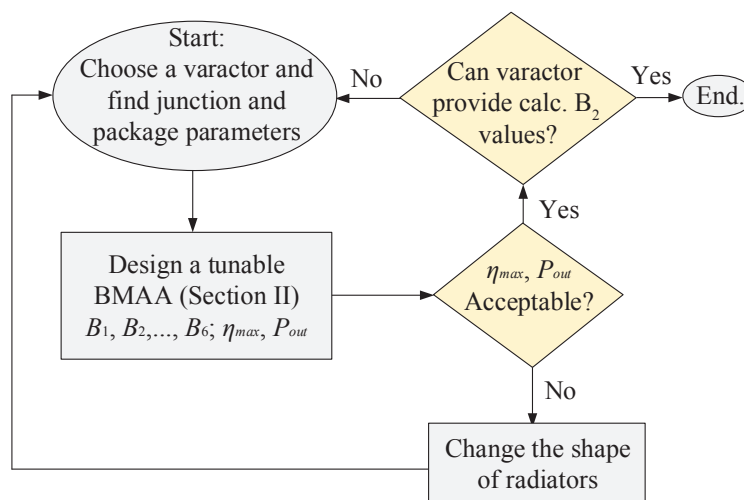 Start:
Choose a varactor and
find junction and
package parameters
No
Can varactor
provide calc. B₂
values?
Yes
End.
Yes
Design a tunable
BMAA (Section II)
B₁, B₂,..., B₆; ηₘₐₓ, Pₒᵤₜ
ηₘₐₓ, Pₒᵤₜ
Acceptable?
No
Change the shape
of radiators